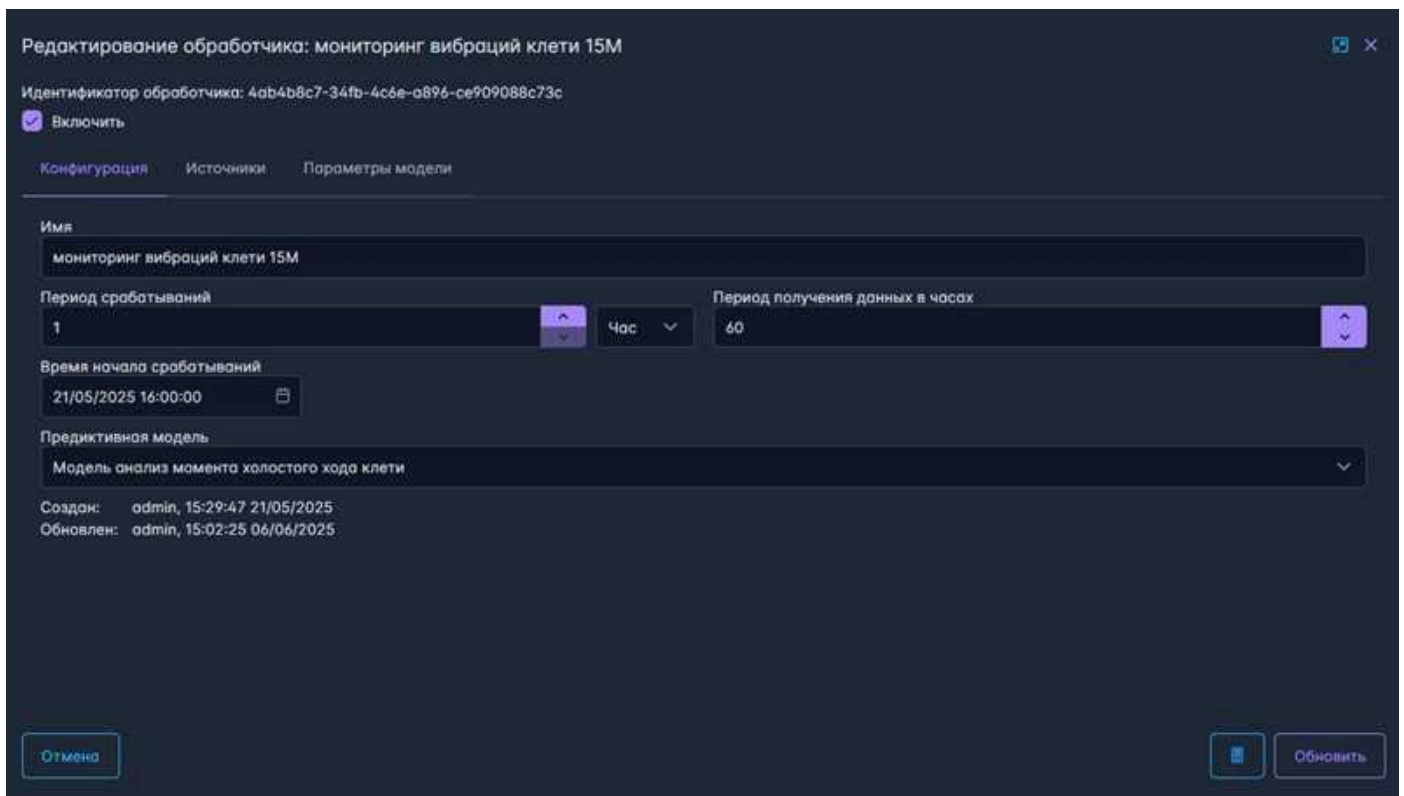 Редактирование обработчика: мониторинг вибраций клети 15М
Идентификатор обработчика: 4ab4b8c7-34fb-4c6e-a896-ce909088c73c
Включить
Конфигурация Источники Параметры модели
Имя
мониторинг вибраций клети 15М
Период срабатываний Период получения данных в часах
1 Час 60
Время начала срабатываний
21/05/2025 16:00:00
Предиктивная модель
Модель анализ момента холостого хода клети
Создан: admin, 15:29:47 21/05/2025
Обновлен: admin, 15:02:25 06/06/2025
Отмена Обновить